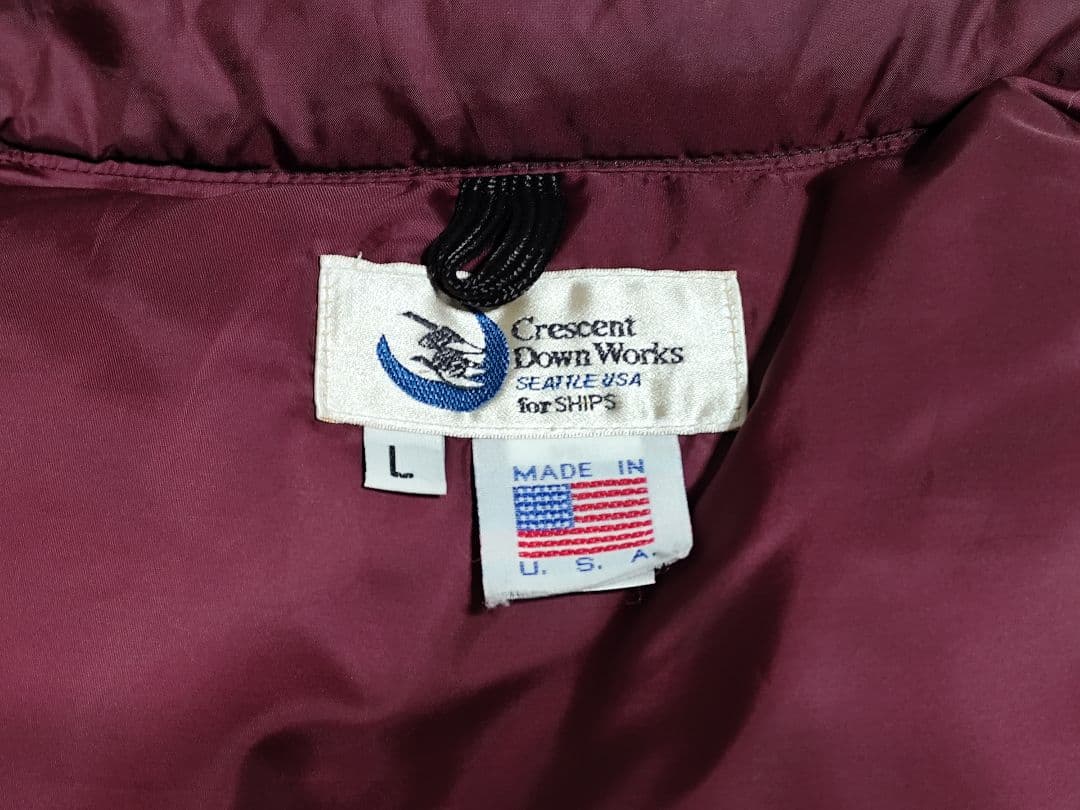 Crescent
Down Works
SEATTLE USA
for SHIPS
L
MADE IN
U. S. A.